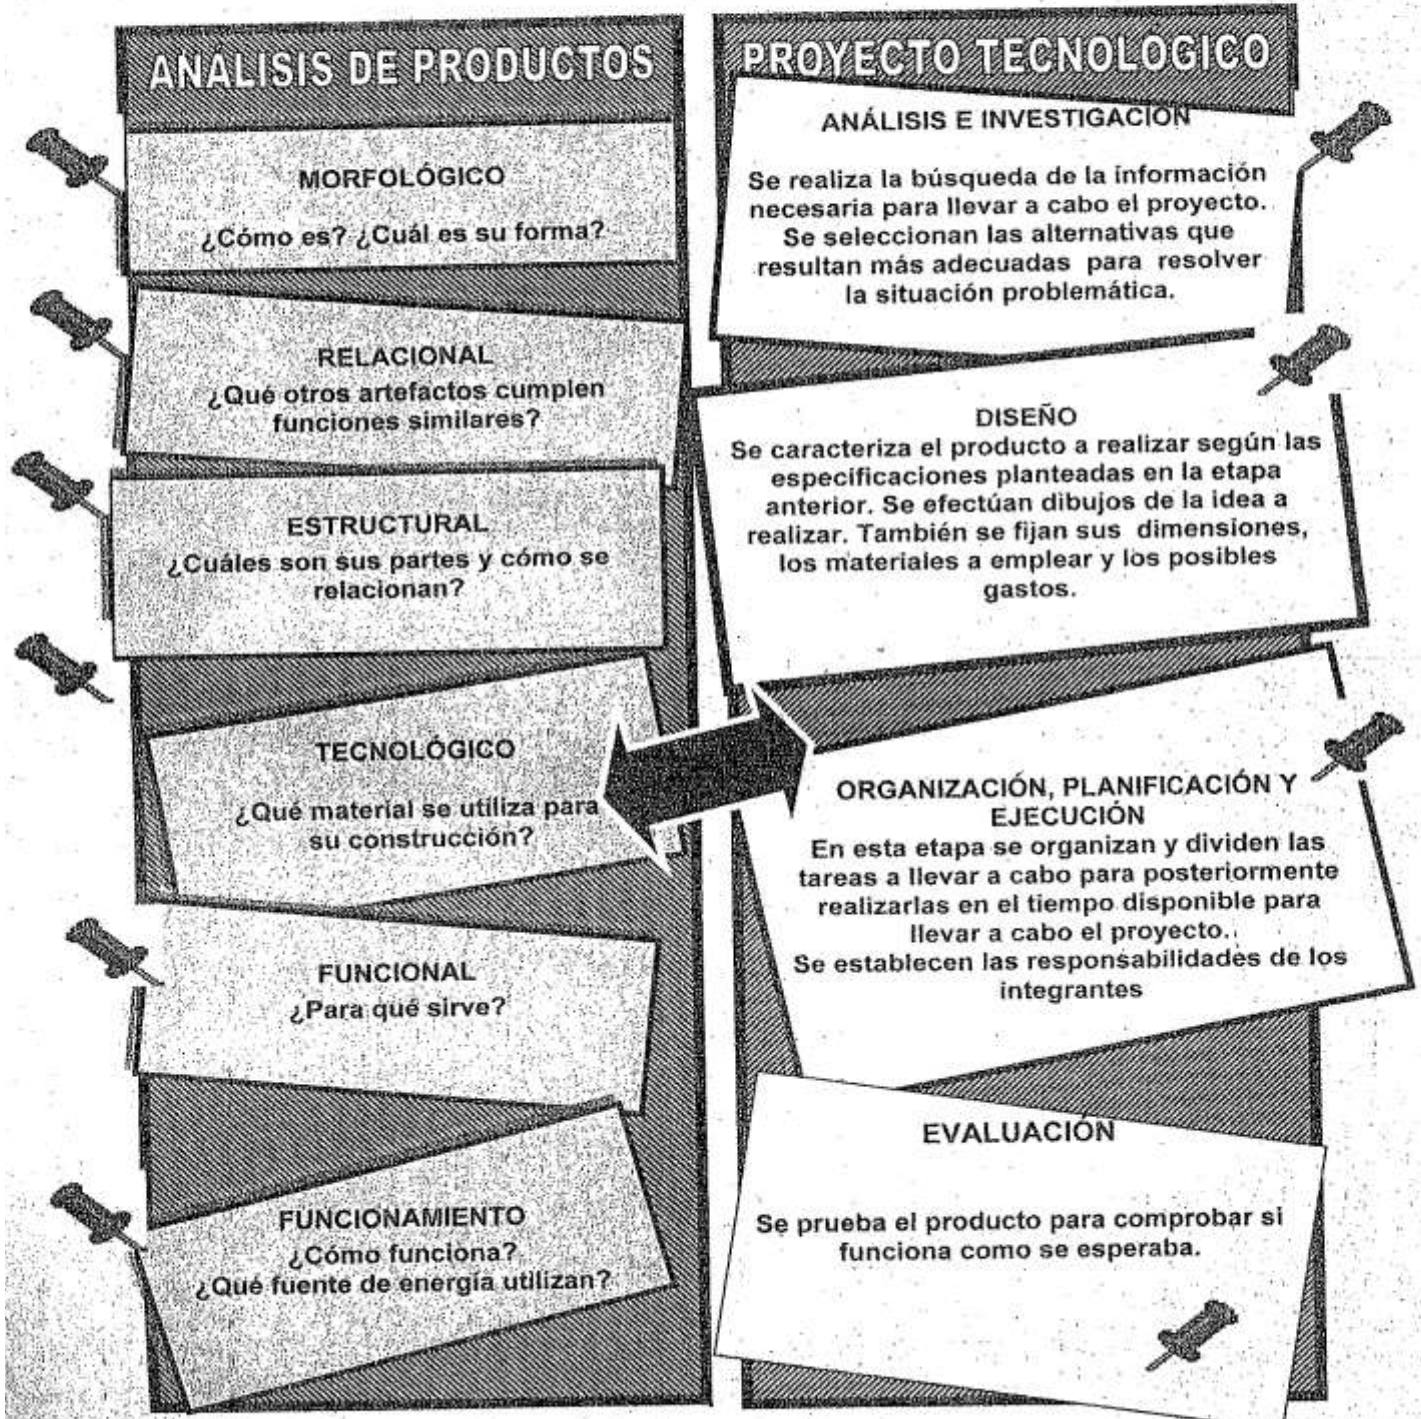 ANÁLISIS DE PRODUCTOS
MORFOLÓGICO
¿Cómo es? ¿Cuál es su forma?
RELACIONAL
¿Qué otros artefactos cumplen
funciones similares?
ESTRUCTURAL
¿Cuáles son sus partes y cómo se
relacionan?
TECNOLÓGICO
¿Qué material se utiliza para
su construcción?
FUNCIONAL
¿Para qué sirve?
FUNCIONAMIENTO
¿Cómo funciona?
¿Qué fuente de energía utilizan?
PROYECTO TECNOLOGICO
ANÁLISIS E INVESTIGACIÓN
Se realiza la búsqueda de la información
necesaria para llevar a cabo el proyecto.
Se seleccionan las alternativas que
resultan más adecuadas para resolver
la situación problemática.
DISEÑO
Se caracteriza el producto a realizar según las
especificaciones planteadas en la etapa
anterior. Se efectúan dibujos de la idea a
realizar. También se fijan sus dimensiones,
los materiales a emplear y los posibles
gastos.
ORGANIZACIÓN, PLANIFICACIÓN Y
EJECUCIÓN
En esta etapa se organizan y dividen las
tareas a llevar a cabo para posteriormente
realizarlas en el tiempo disponible para
llevar a cabo el proyecto.
Se establecen las responsabilidades de los
integrantes
EVALUACIÓN
Se prueba el producto para comprobar si
funciona como se esperaba.